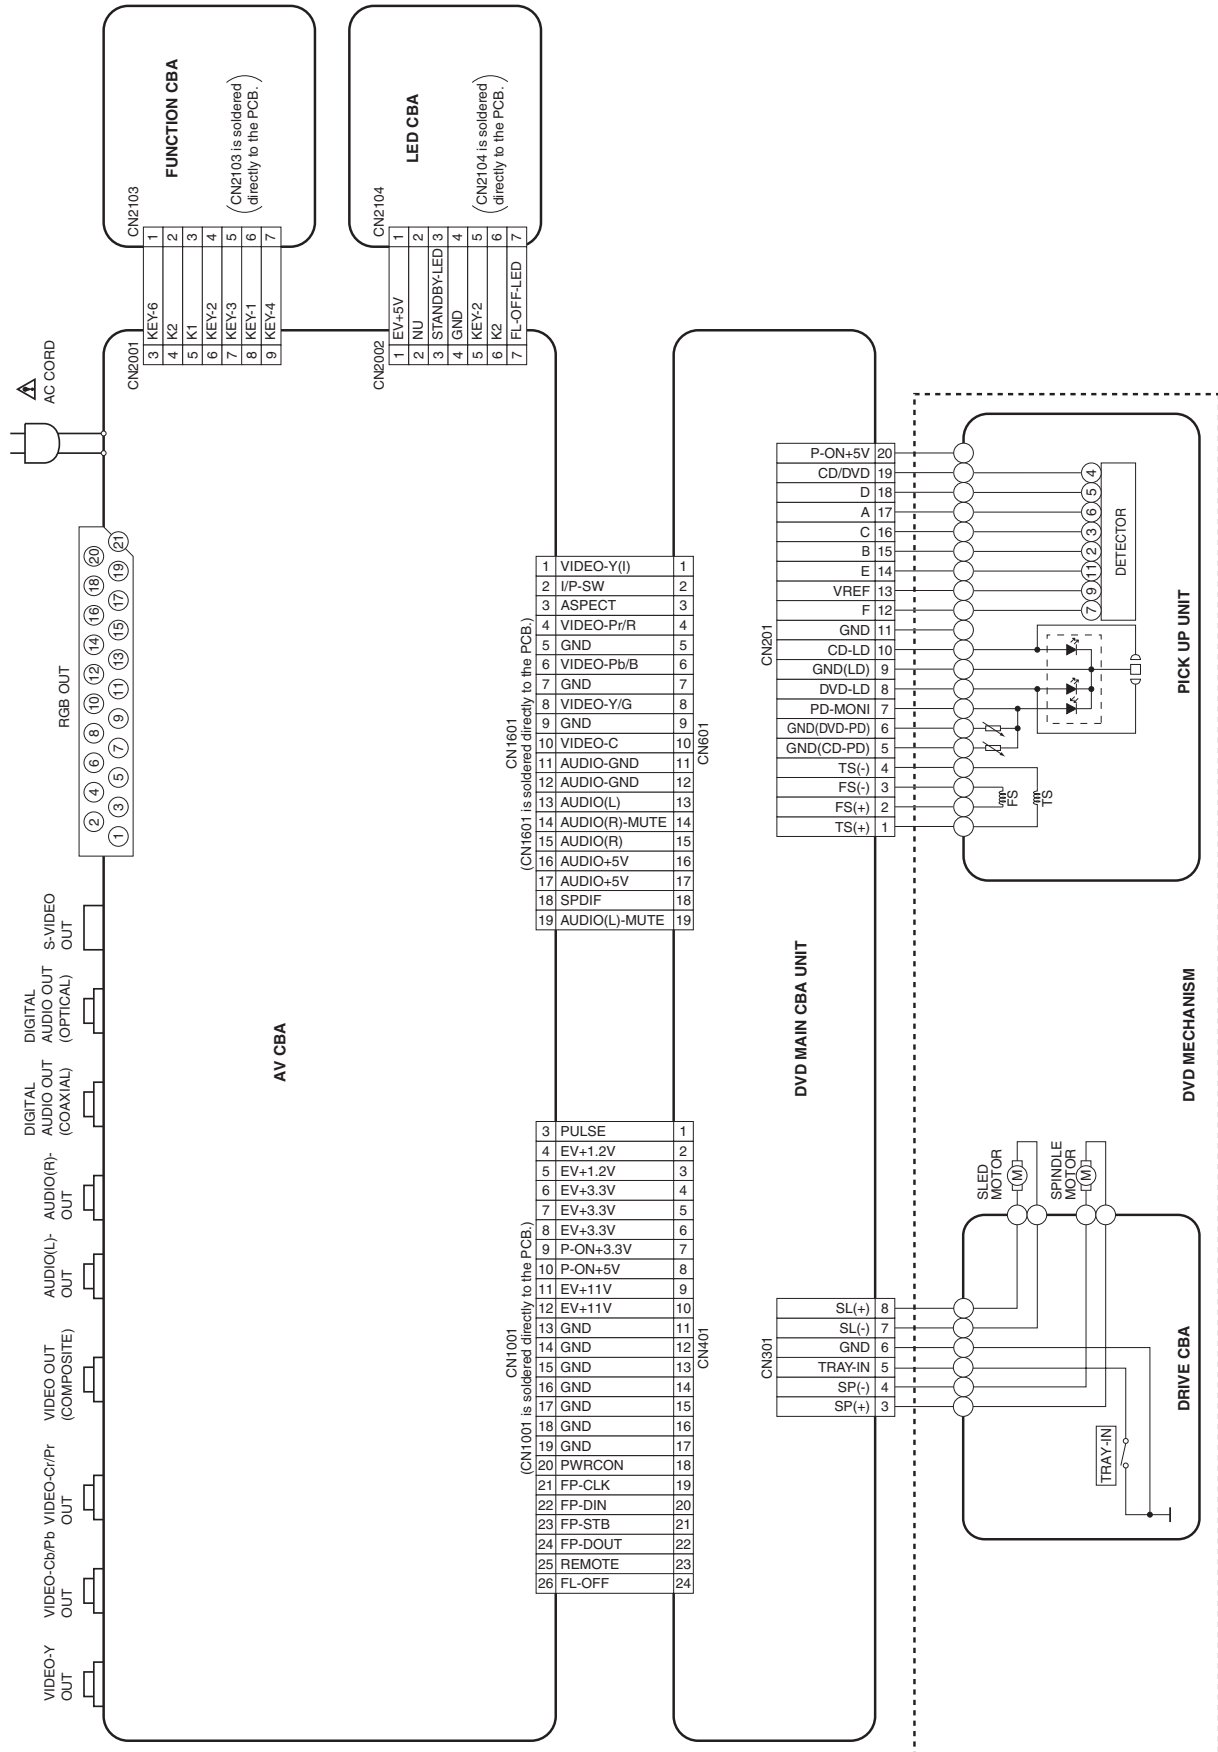 FUNCTION CBA
CN2103
(CN2103 is soldered
directly to the PCB.)
LED CBA
CN2104
(CN2104 is soldered
directly to the PCB.)
CN2001
3 KEY-6 1
4 K2 2
5 K1 3
6 KEY-2 4
7 KEY-3 5
8 KEY-1 6
9 KEY-4 7
CN2002
1 EV+5V 1
2 NU 2
3 STANDBY-LED 3
4 GND 4
5 KEY-2 5
6 K2 6
7 FL-OFF-LED 7
AC CORD
RGB OUT
2 4 6 8 10 12 14 16 18 20
1 3 5 7 9 11 13 15 17 19 21
S-VIDEO
OUT
DIGITAL
AUDIO OUT
(OPTICAL)
DIGITAL
AUDIO OUT
(COAXIAL)
AUDIO(R)-
OUT
AUDIO(L)-
OUT
VIDEO OUT
(COMPOSITE)
VIDEO-Cr/Pr
OUT
VIDEO-Cb/Pb
OUT
VIDEO-Y
OUT
AV CBA
CN1601
(CN1601 is soldered directly to the PCB.)
1 VIDEO-Y(I) 1
2 I/P-SW 2
3 ASPECT 3
4 VIDEO-Pr/R 4
5 GND 5
6 VIDEO-Pb/B 6
7 GND 7
8 VIDEO-Y/G 8
9 GND 9
10 VIDEO-C 10
11 AUDIO-GND 11
12 AUDIO-GND 12
13 AUDIO(L) 13
14 AUDIO(R)-MUTE 14
15 AUDIO(R) 15
16 AUDIO+5V 16
17 AUDIO+5V 17
18 SPDIF 18
19 AUDIO(L)-MUTE 19
CN601
CN1001
(CN1001 is soldered directly to the PCB.)
3 PULSE 1
4 EV+1.2V 2
5 EV+1.2V 3
6 EV+3.3V 4
7 EV+3.3V 5
8 EV+3.3V 6
9 P-ON+3.3V 7
10 P-ON+5V 8
11 EV+11V 9
12 EV+11V 10
13 GND 11
14 GND 12
15 GND 13
16 GND 14
17 GND 15
18 GND 16
19 GND 17
20 PWRCON 18
21 FP-CLK 19
22 FP-DIN 20
23 FP-STB 21
24 FP-DOUT 22
25 REMOTE 23
26 FL-OFF 24
CN401
DVD MAIN CBA UNIT
CN201
P-ON+5V 20
CD/DVD 19
D 18
A 17
C 16
B 15
E 14
VREF 13
F 12
GND 11
CD-LD 10
GND(LD) 9
DVD-LD 8
PD-MONI 7
GND(DVD-PD) 6
GND(CD-PD) 5
TS(-) 4
FS(-) 3
FS(+) 2
TS(+) 1
4
5
6
3
2
11
9
7
DETECTOR
FS
TS
PICK UP UNIT
CN301
SL(+) 8
SL(-) 7
GND 6
TRAY-IN 5
SP(-) 4
SP(+) 3
SLED
MOTOR
M
SPINDLE
MOTOR
M
TRAY-IN
DRIVE CBA
DVD MECHANISM